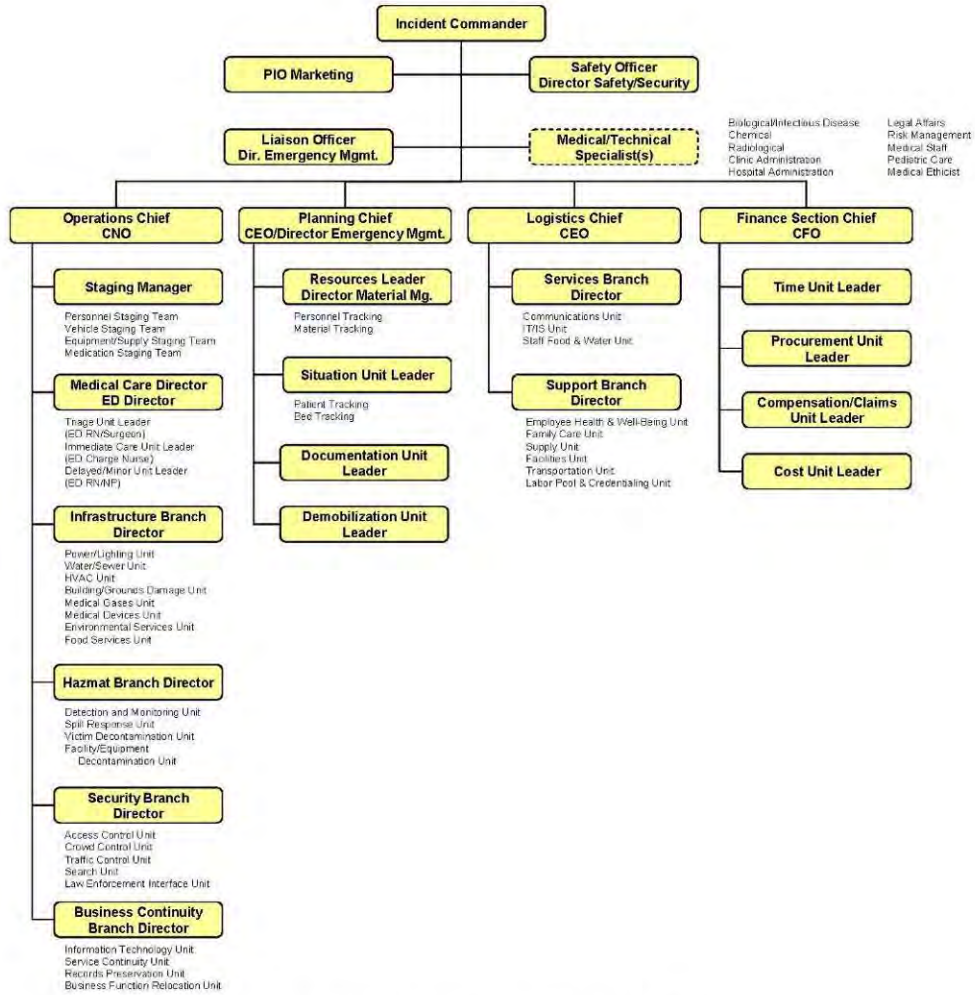 Incident Commander
PIO Marketing
Safety Officer
Director Safety/Security
Liaison Officer
Dir. Emergency Mgmt.
Medical/Technical
Specialist(s)
Biological/Infectious Disease
Chemical
Radiological
Clinic Administration
Hospital Administration
Legal Affairs
Risk Management
Medical Staff
Pediatric Care
Medical Ethicist
Operations Chief
CNO
Staging Manager
Personnel Staging Team
Vehicle Staging Team
Equipment/Supply Staging Team
Medication Staging Team
Medical Care Director
ED Director
Triage Unit Leader
(ED RN/Surgeon)
Immediate Care Unit Leader
(ED Charge Nurse)
Delayed/Minor Unit Leader
(ED RN/NP)
Infrastructure Branch
Director
Power/Lighting Unit
Water/Sewer Unit
HVAC Unit
Building/Grounds Damage Unit
Medical Gases Unit
Medical Devices Unit
Environmental Services Unit
Food Services Unit
Hazmat Branch Director
Detection and Monitoring Unit
Spill Response Unit
Victim Decontamination Unit
Facility/Equipment
Decontamination Unit
Security Branch
Director
Access Control Unit
Crowd Control Unit
Traffic Control Unit
Search Unit
Law Enforcement Interface Unit
Business Continuity
Branch Director
Information Technology Unit
Service Continuity Unit
Records Preservation Unit
Business Function Relocation Unit
Planning Chief
CEO/Director Emergency Mgmt.
Resources Leader
Director Material Mg.
Personnel Tracking
Material Tracking
Situation Unit Leader
Patient Tracking
Bed Tracking
Documentation Unit
Leader
Demobilization Unit
Leader
Logistics Chief
CEO
Services Branch
Director
Communications Unit
IT/IS Unit
Staff Food & Water Unit
Support Branch
Director
Employee Health & Well-Being Unit
Family Care Unit
Supply Unit
Facilities Unit
Transportation Unit
Labor Pool & Credentialing Unit
Finance Section Chief
CFO
Time Unit Leader
Procurement Unit
Leader
Compensation/Claims
Unit Leader
Cost Unit Leader